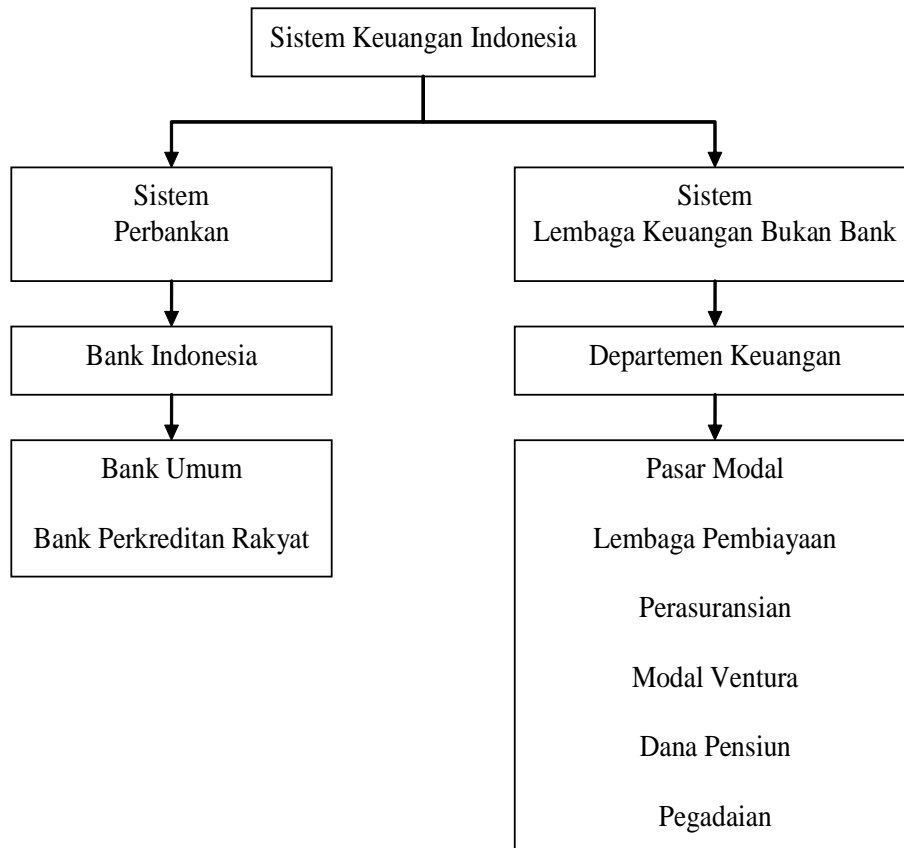 Sistem Keuangan Indonesia
Sistem
Perbankan
Bank Indonesia
Bank Umum
Bank Perkreditan Rakyat
Sistem
Lembaga Keuangan Bukan Bank
Departemen Keuangan
Pasar Modal
Lembaga Pembiayaan
Perasuransian
Modal Ventura
Dana Pensiun
Pegadaian